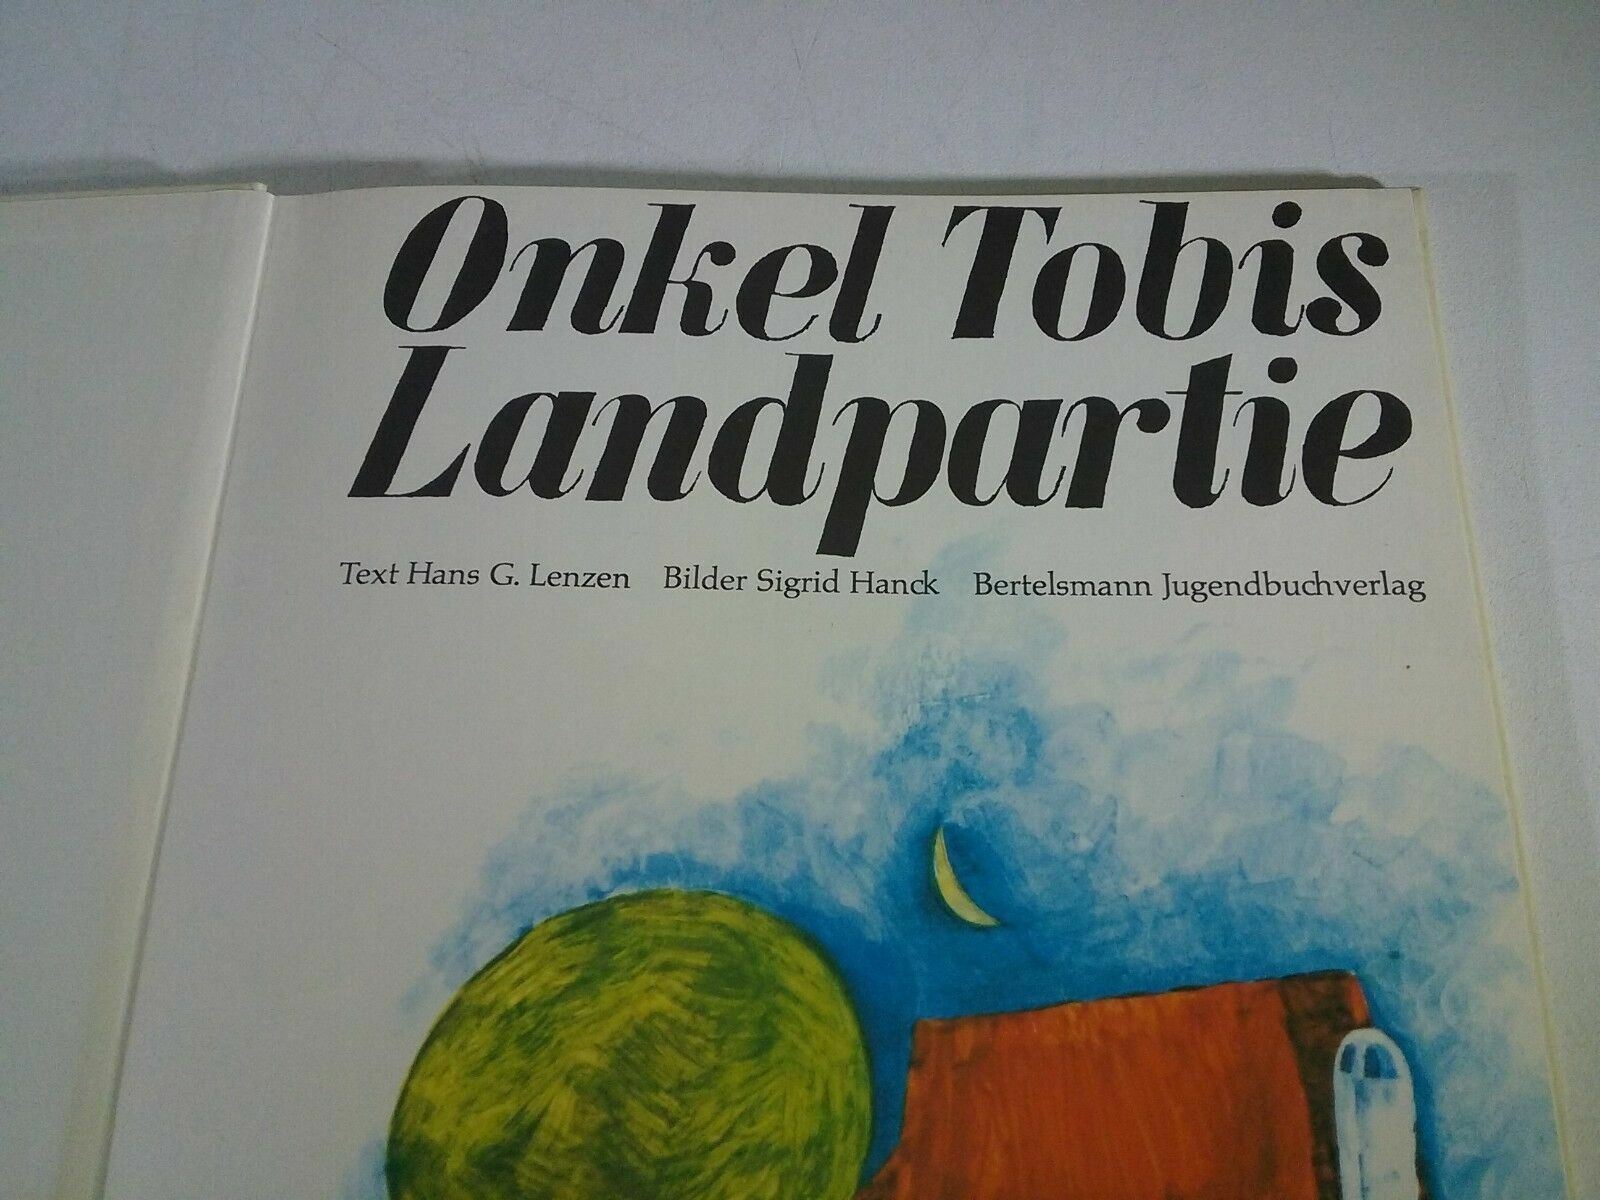 Onkel Tobis
Landpartie
Text Hans G. Lenzen Bilder Sigrid Hanck Bertelsmann Jugendbuchverlag